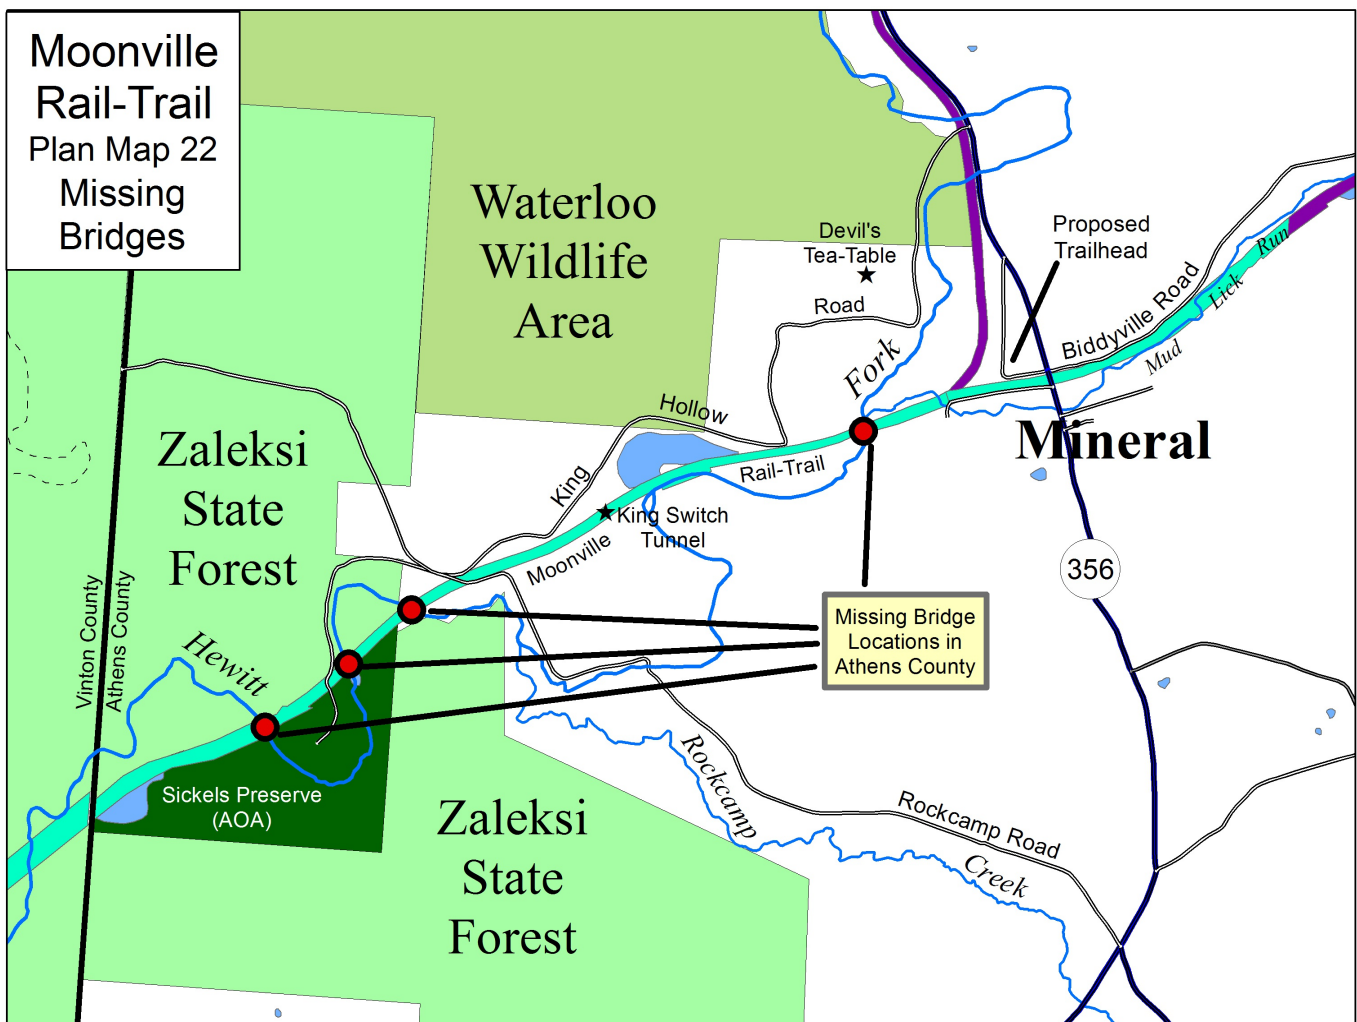 Moonville
Rail-Trail
Plan Map 22
Missing
Bridges
Waterloo
Wildlife
Area
Devil's
Tea-Table
Proposed
Trailhead
Road
Biddyville Road
Mud
Lick
Run
Fork
Hollow
King
Rail-Trail
Mineral
Zaleksi
State
Forest
King Switch
Tunnel
Moonville
356
Vinton County
Athens County
Missing Bridge
Locations in
Athens County
Hewitt
Sickels Preserve
(AOA)
Rockcamp
Creek
Rockcamp Road
Zaleksi
State
Forest